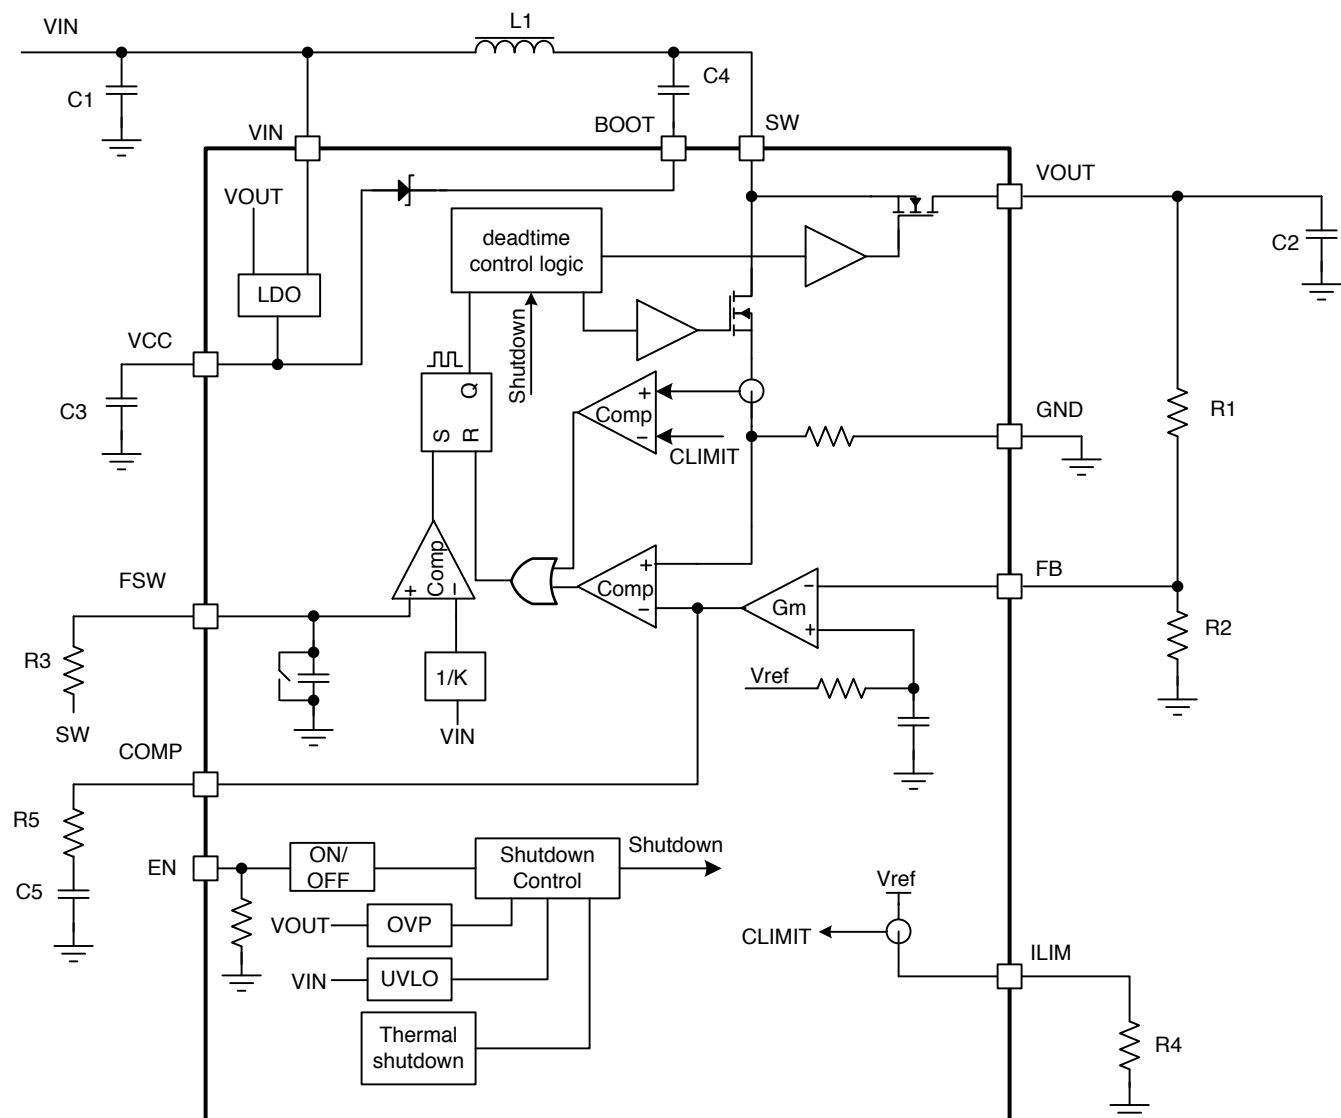 VIN
L1
C1
C4
VIN
BOOT
SW
VOUT
VOUT
C2
deadtime
control logic
LDO
VCC
Shutdown
C3
Q
S
R
Comp
+
−
CLIMIT
GND
R1
FSW
Comp
+
−
Comp
+
−
Gm
−
+
FB
R2
R3
SW
1/K
VIN
Vref
COMP
R5
C5
EN
ON/
OFF
Shutdown
Control
Shutdown
VOUT
OVP
VIN
UVLO
Thermal
shutdown
Vref
CLIMIT
ILIM
R4